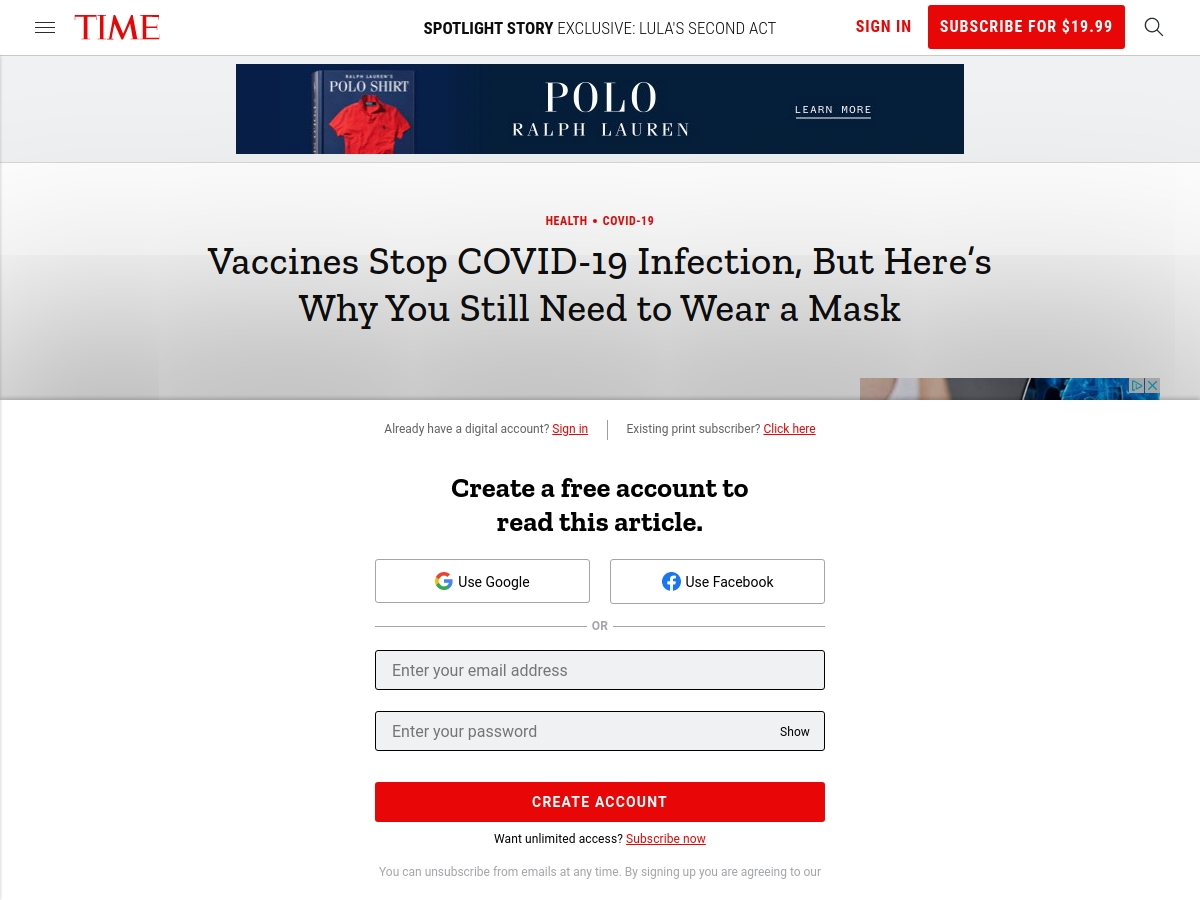 TIME
SPOTLIGHT STORY EXCLUSIVE: LULA'S SECOND ACT
SIGN IN
SUBSCRIBE FOR $19.99
RALPH LAUREN'S
POLO SHIRT
POLO
RALPH LAUREN
LEARN MORE
HEALTH • COVID-19
Vaccines Stop COVID-19 Infection, But Here’s
Why You Still Need to Wear a Mask
Already have a digital account? Sign in
Existing print subscriber? Click here
Create a free account to
read this article.
Use Google
Use Facebook
OR
Enter your email address
Enter your password
Show
CREATE ACCOUNT
Want unlimited access? Subscribe now
You can unsubscribe from emails at any time. By signing up you are agreeing to our